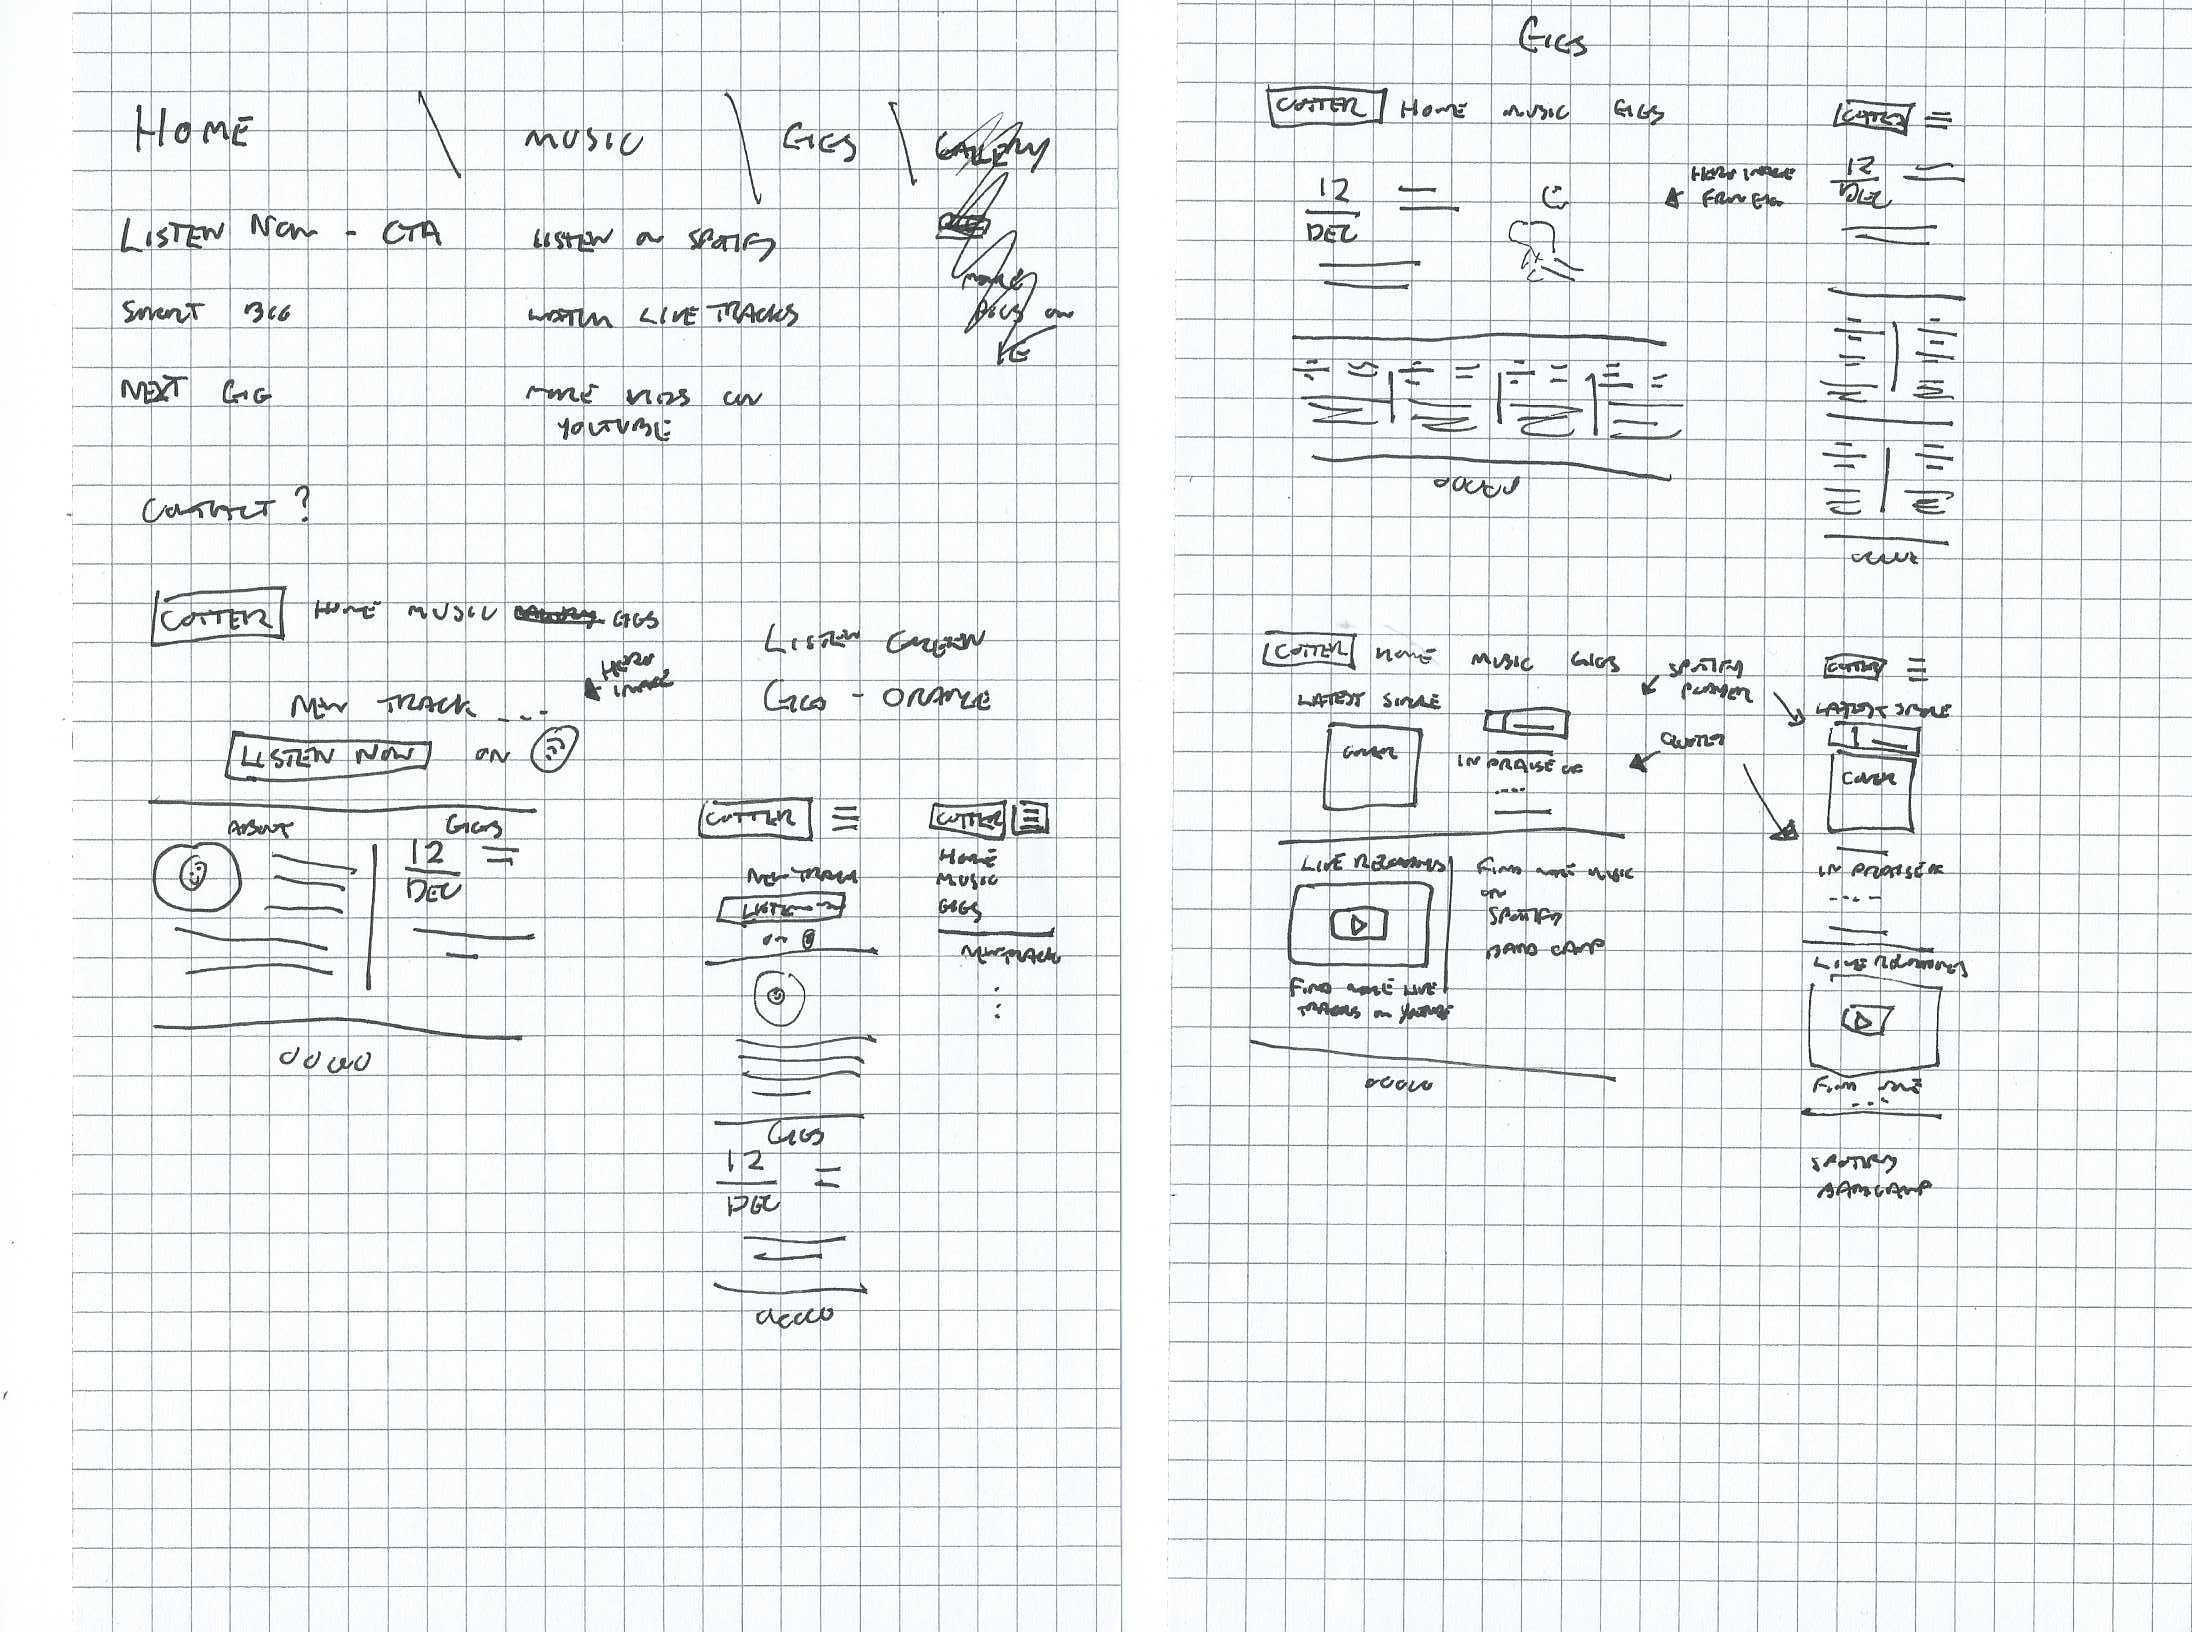 HOME
MUSIC
GIGS
GALLERY
LISTEN NOW - CTA
SHORT BIO
NEXT GIG
CONTACT?
LISTEN ON SPOTIFY
LIVE TRACKS
MORE VIDS ON
YOUTUBE
MORE
PICS ON
COTTER HOME MUSIC GIGS
HERO
IMAGE
NEW TRACK ...
LISTEN NOW ON
LISTEN GREEN
GIGS - ORANGE
ABOUT
GIGS
12
DEC
COTTER
NEW TRACK
LISTEN
ON
GIGS
12
DEC
COTTER
HOME
MUSIC
GIGS
NEW TRACK
GIGS
COTTER HOME MUSIC GIGS
12
DEC
HERO IMAGE
FROM GIG
COTTER
12
DEC
COTTER HOME MUSIC GIGS
LATEST SINGLE
COVER
SPOTIFY
PLAYER
QUOTES
IN PRAISE OF
....
LIVE RECORDINGS
FIND MORE LIVE
TRACKS ON YOUTUBE
FIND MORE MUSIC
ON
SPOTIFY
BAND CAMP
COTTER
LATEST SINGLE
COVER
IN PRAISE OF
....
LIVE RECORDINGS
FIND MORE
...
SPOTIFY
BANDCAMP